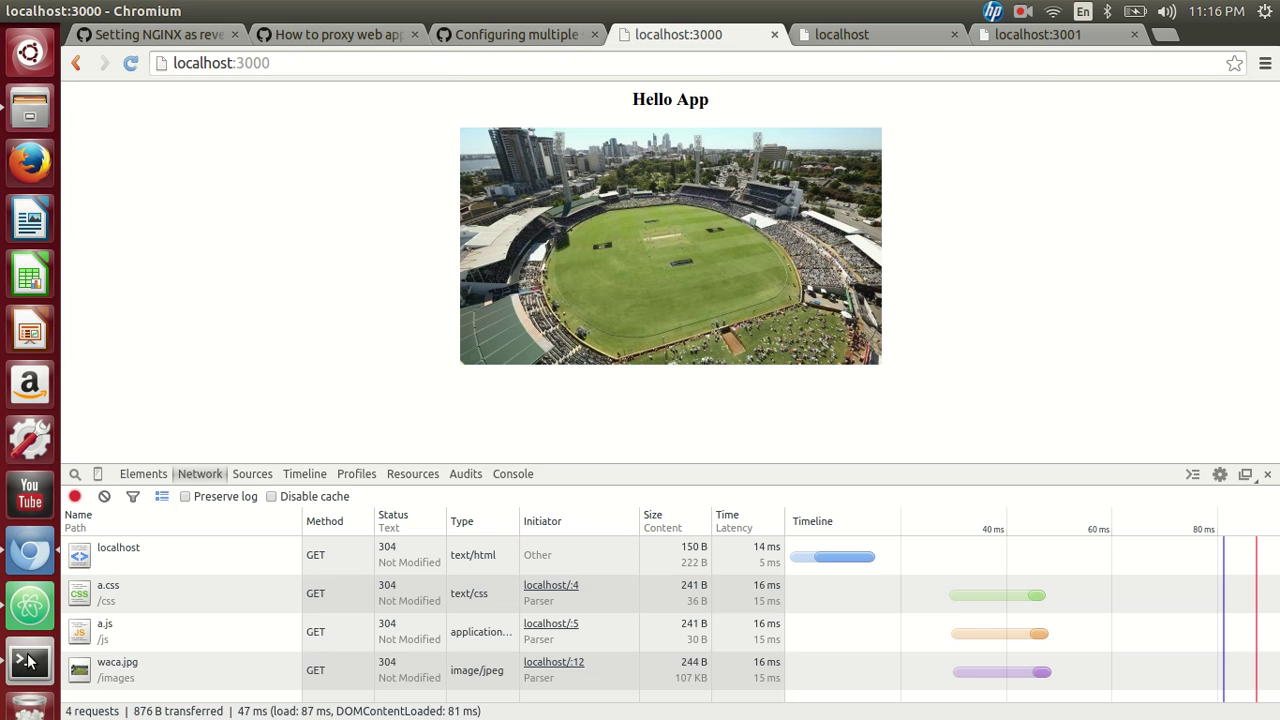 localhost:3000 - Chromium
En
11:16 PM
Setting NGINX as reve
How to proxy web app
Configuring multiple
localhost:3000
localhost
localhost:3001
localhost:3000
Hello App
a
You
Tube
Elements Network Sources Timeline Profiles Resources Audits Console
Preserve log Disable cache
Name Path Method Status Text Type Initiator Size Content Time Latency Timeline 40 ms 60 ms 80 ms
localhost GET 304 Not Modified text/html Other 150 B 222 B 14 ms 5 ms
a.css /css GET 304 Not Modified text/css localhost/:4 Parser 241 B 36 B 16 ms 15 ms
a.js /js GET 304 Not Modified application... localhost/:5 Parser 241 B 30 B 16 ms 15 ms
waca.jpg /images GET 304 Not Modified image/jpeg localhost/:12 Parser 244 B 107 KB 16 ms 15 ms
4 requests | 876 B transferred | 47 ms (load: 87 ms, DOMContentLoaded: 81 ms)